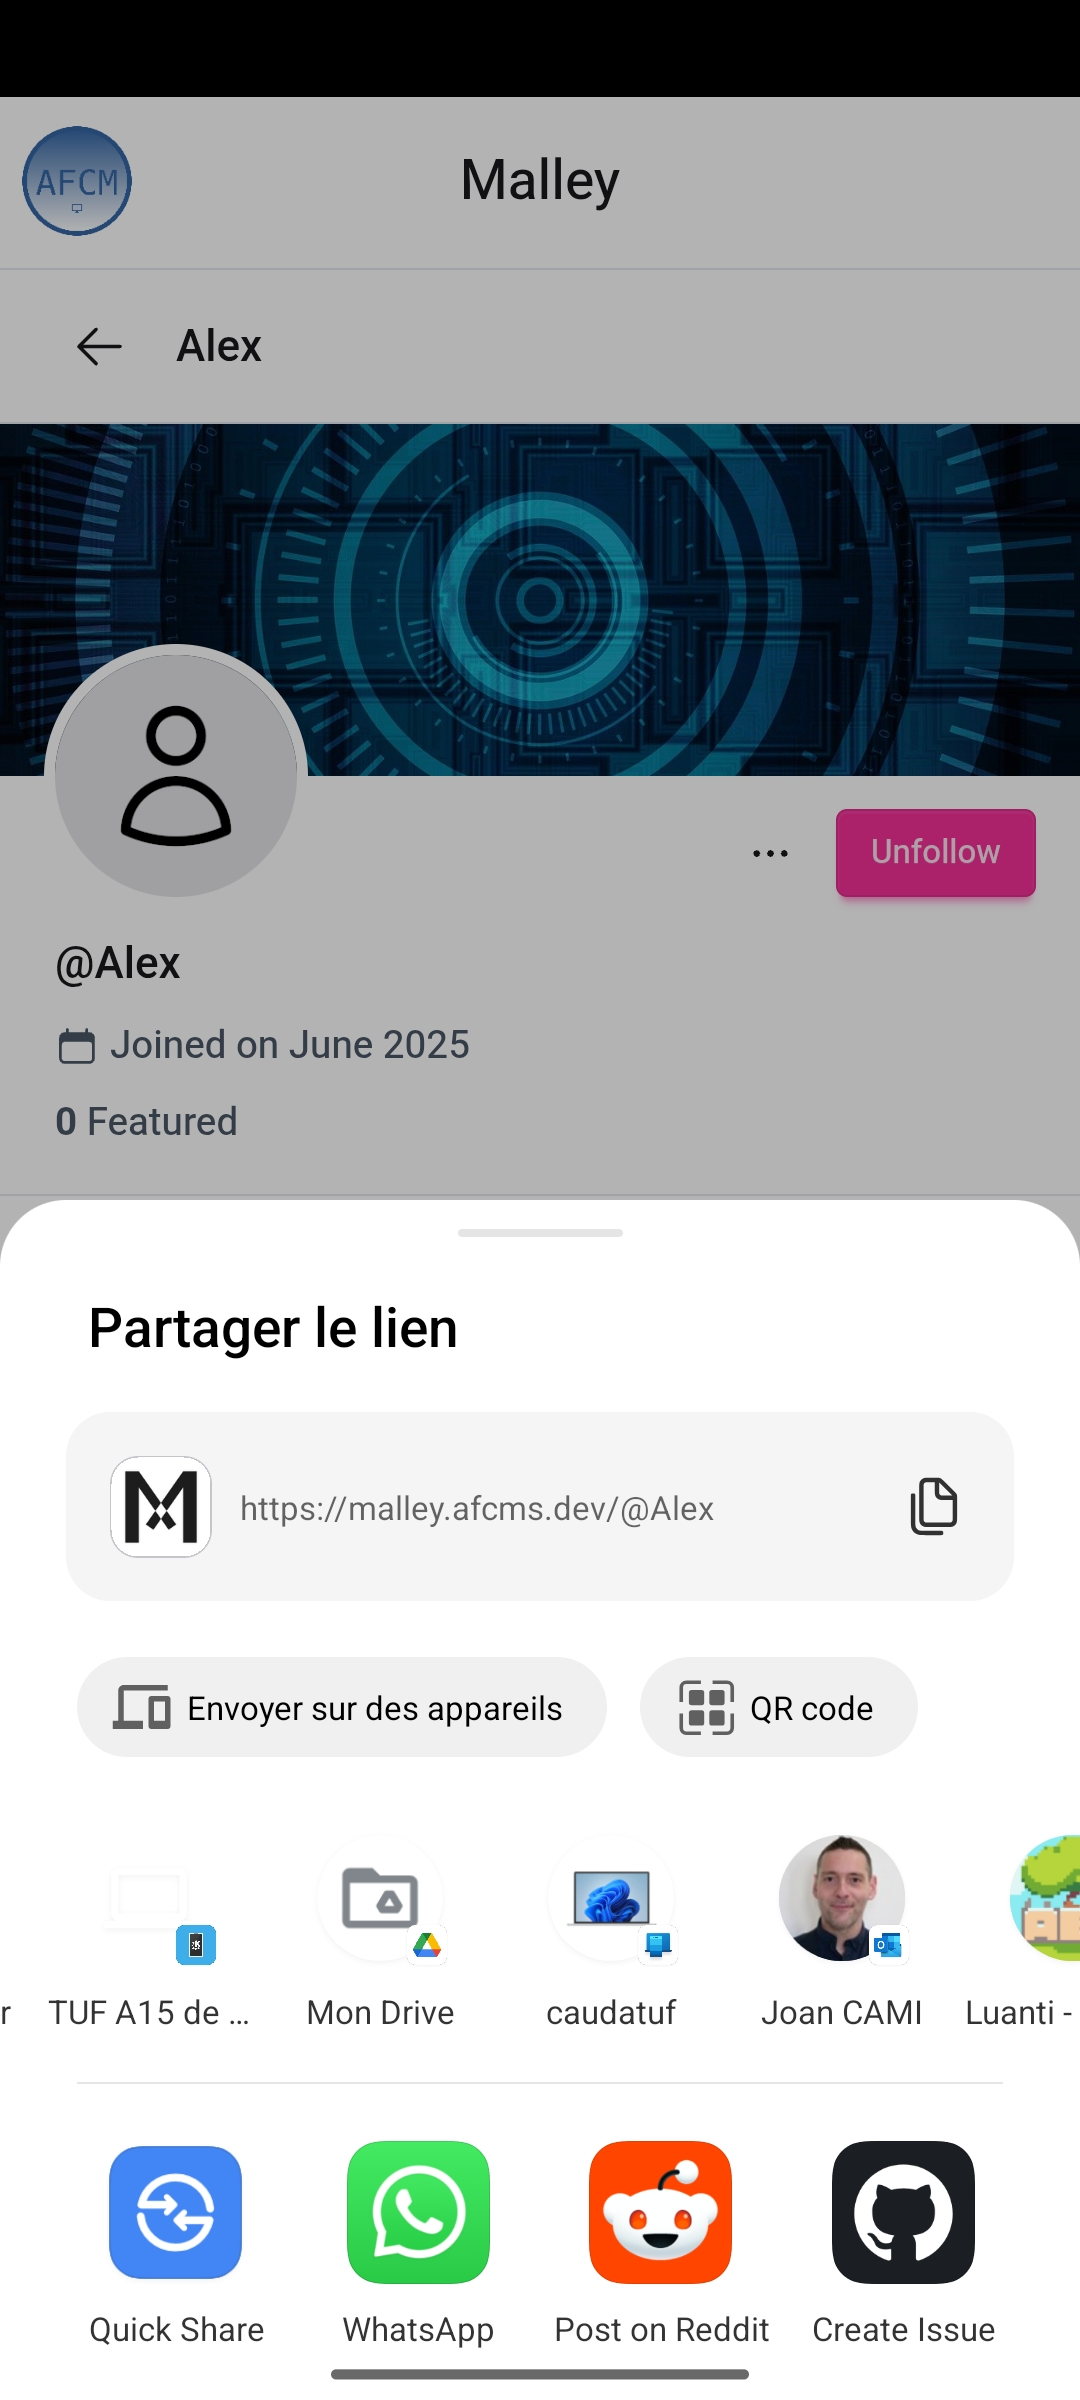 AFCM
Malley
Alex
Unfollow
@Alex
Joined on June 2025
0 Featured
Partager le lien
M
https://malley.afcms.dev/@Alex
Envoyer sur des appareils
QR code
r
TUF A15 de ...
Mon Drive
caudatuf
Joan CAMI
Luanti -
Quick Share
WhatsApp
Post on Reddit
Create Issue